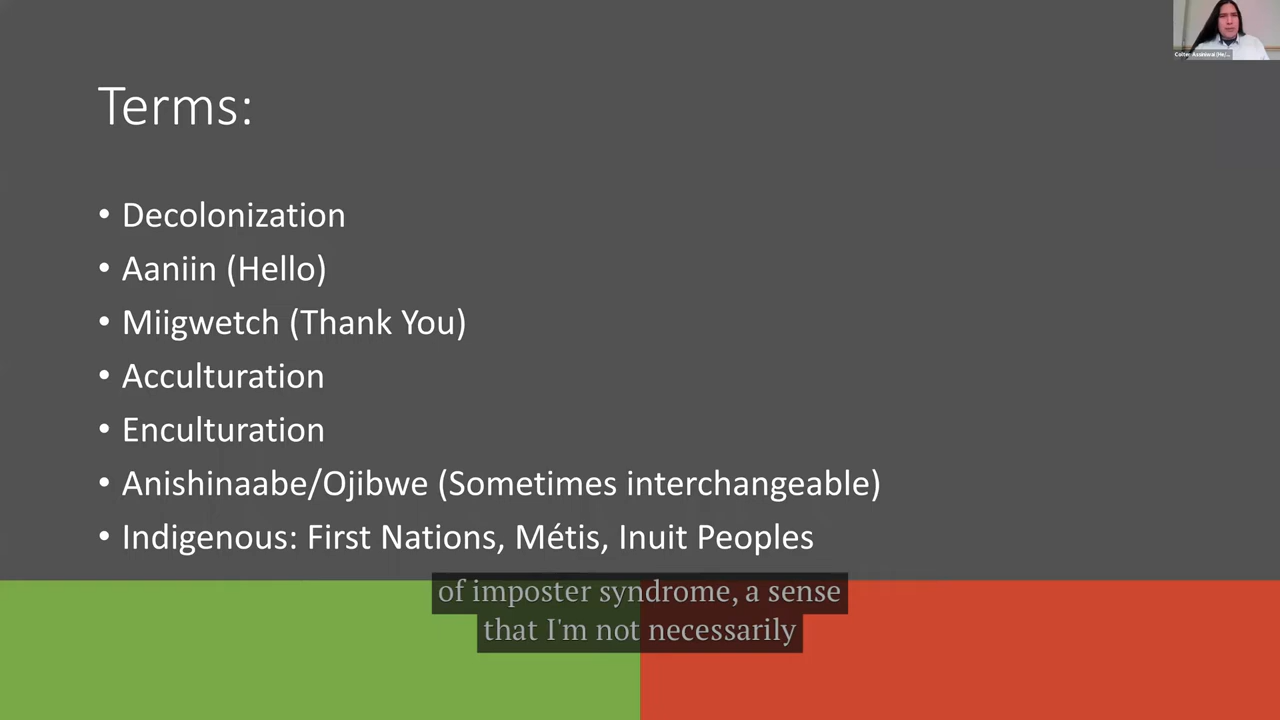 Terms:
• Decolonization
• Aaniin (Hello)
• Miigwetch (Thank You)
• Acculturation
• Enculturation
• Anishinaabe/Ojibwe (Sometimes interchangeable)
• Indigenous: First Nations, Métis, Inuit Peoples
of imposter syndrome, a sense
that I'm not necessarily